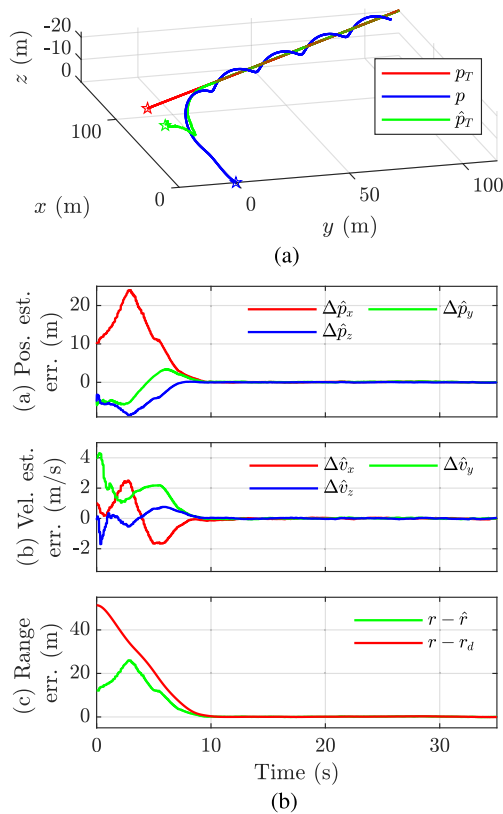 -20
-10
0
z (m)
100
0
x (m)
0
50
100
y (m)
p_T
p
p̂_T
(a)
(a) Pos. est. err. (m)
20
10
0
Δp̂_x Δp̂_y
Δp̂_z
(b) Vel. est. err. (m/s)
4
2
0
-2
Δv̂_x Δv̂_y
Δv̂_z
(c) Range err. (m)
40
20
0
r − r̂
r − r_d
0 10 20 30
Time (s)
(b)